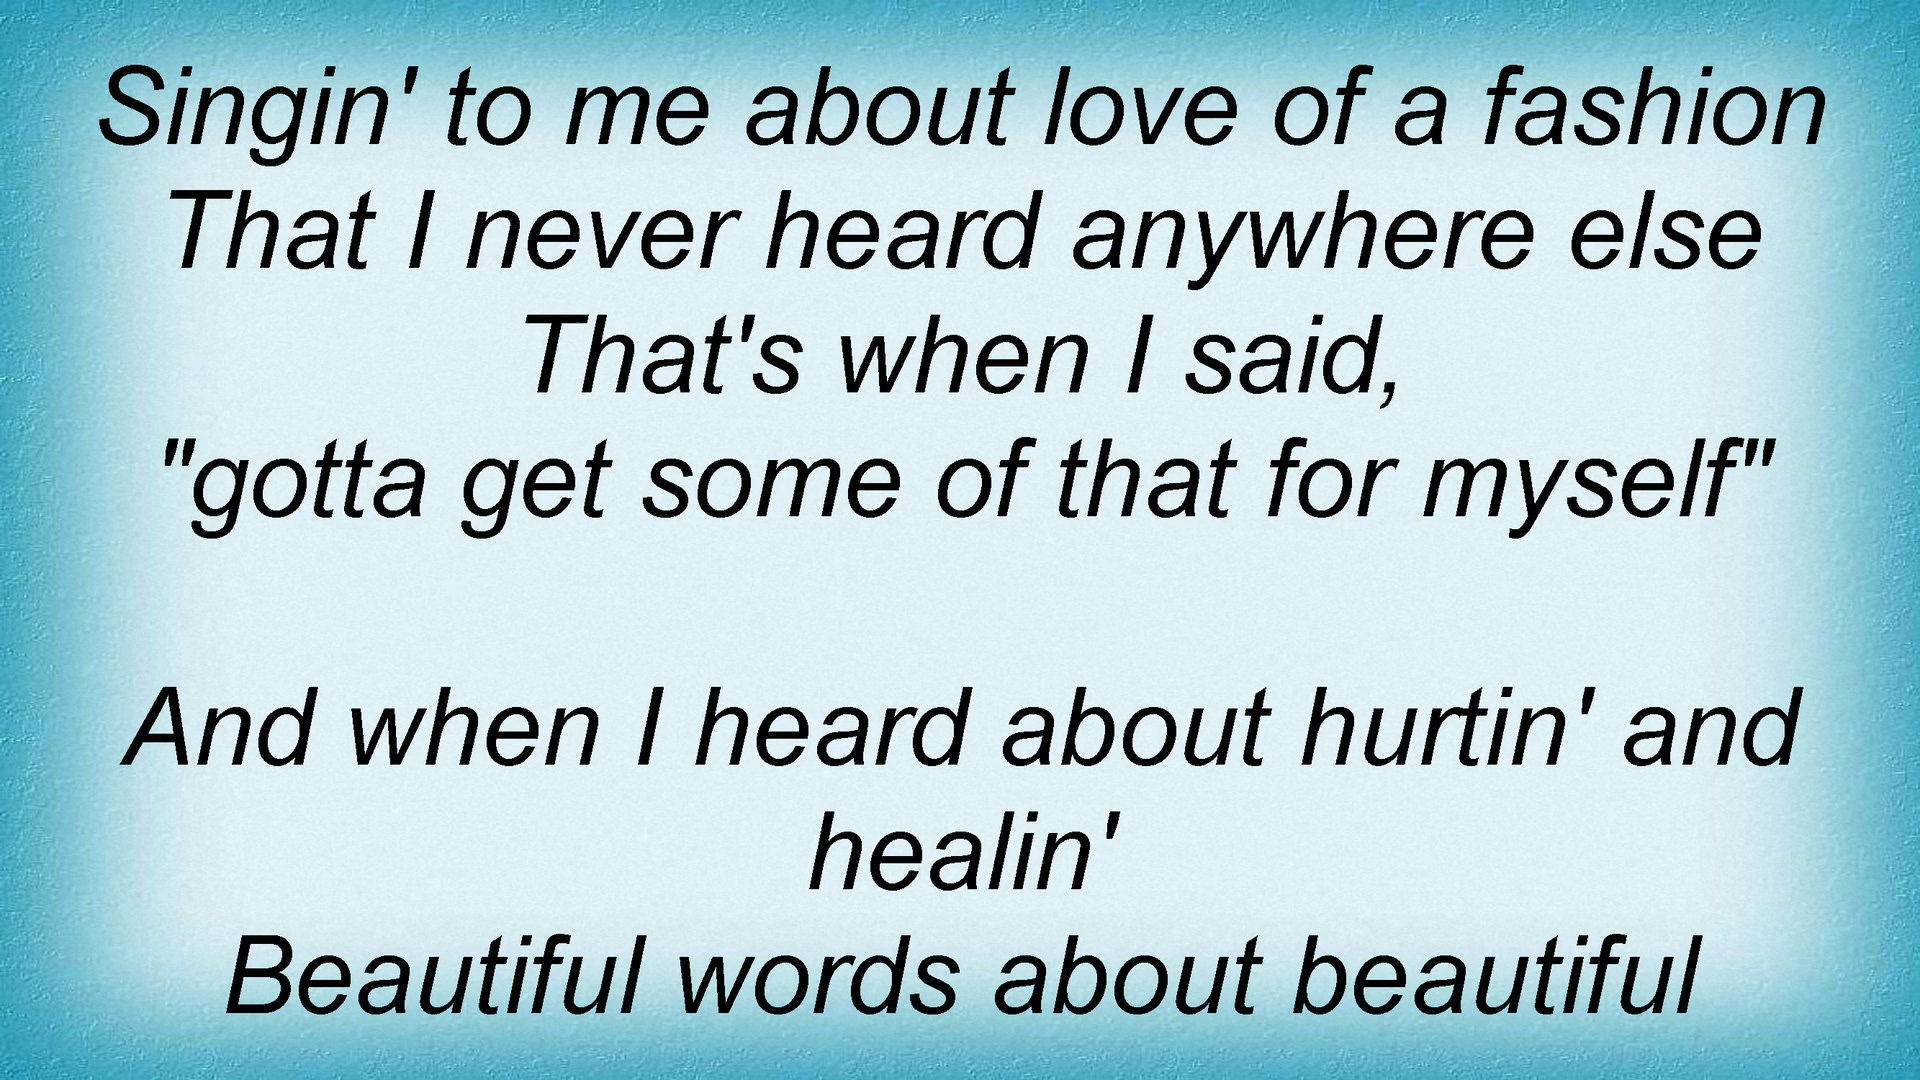 Singin' to me about love of a fashion
That I never heard anywhere else
That's when I said,
"gotta get some of that for myself"
And when I heard about hurtin' and
healin'
Beautiful words about beautiful